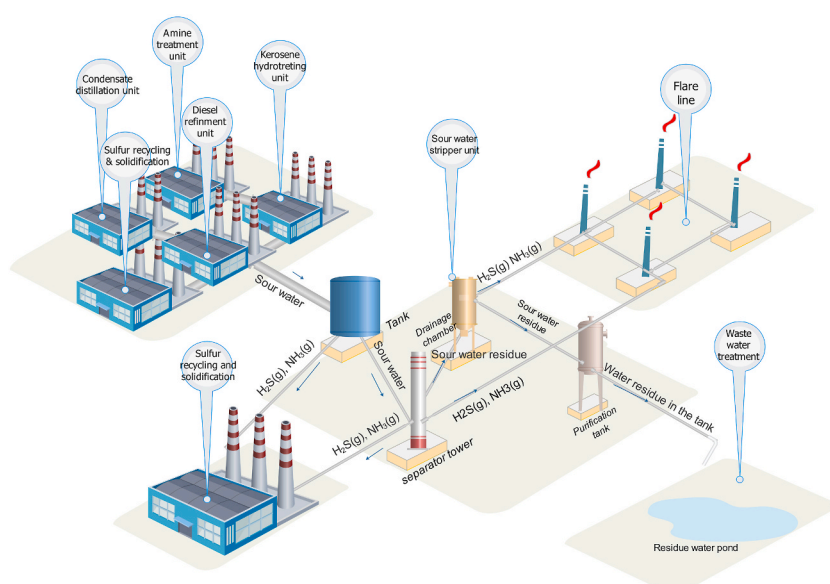 Amine
treatment
unit
Kerosene
hydrotreting
unit
Condensate
distillation unit
Diesel
refinment
unit
Sulfur recycling
& solidification
Flare
line
Sour water
stripper unit
H₂S(g) NH₃(g)
Sour water
Tank
Drainage
chamber
Sour water
residue
Sour water residue
Sour water
H₂S(g), NH₃(g)
Sulfur
recycling and
solidification
H2S(g), NH3(g)
H₂S(g), NH₃(g)
separator tower
Purification
tank
Water residue in the tank
Waste
water
treatment
Residue water pond